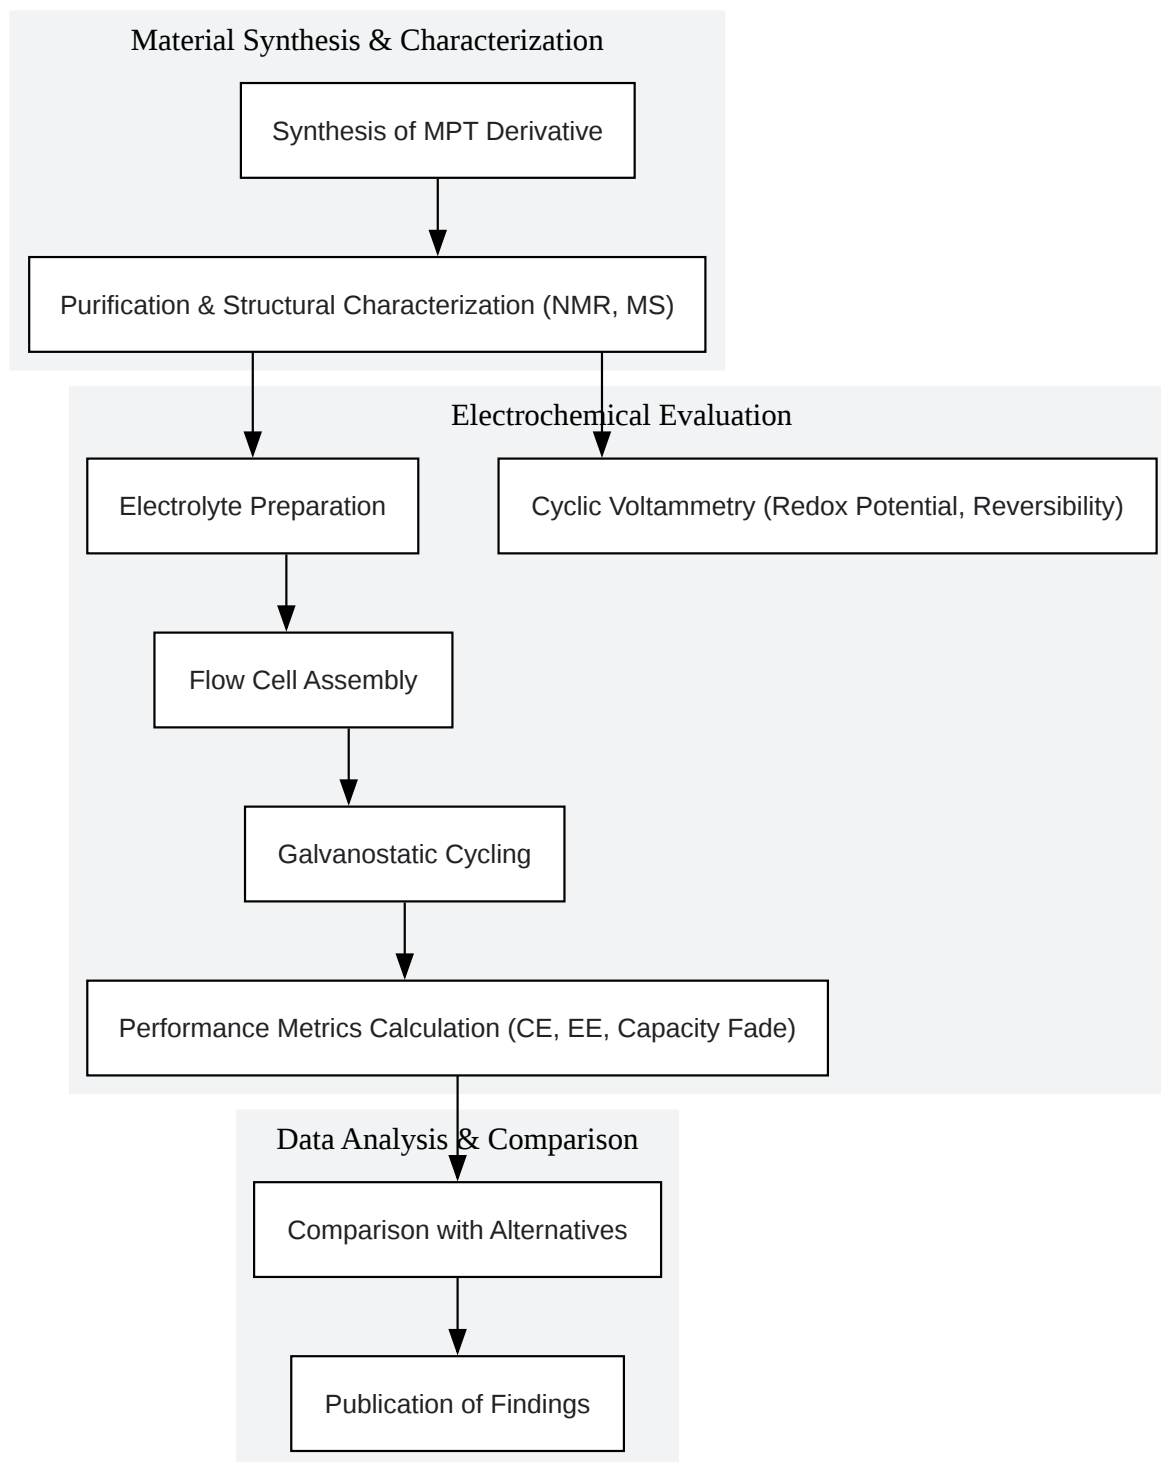 Material Synthesis & Characterization
Synthesis of MPT Derivative
Purification & Structural Characterization (NMR, MS)
Electrochemical Evaluation
Electrolyte Preparation
Cyclic Voltammetry (Redox Potential, Reversibility)
Flow Cell Assembly
Galvanostatic Cycling
Performance Metrics Calculation (CE, EE, Capacity Fade)
Data Analysis & Comparison
Comparison with Alternatives
Publication of Findings